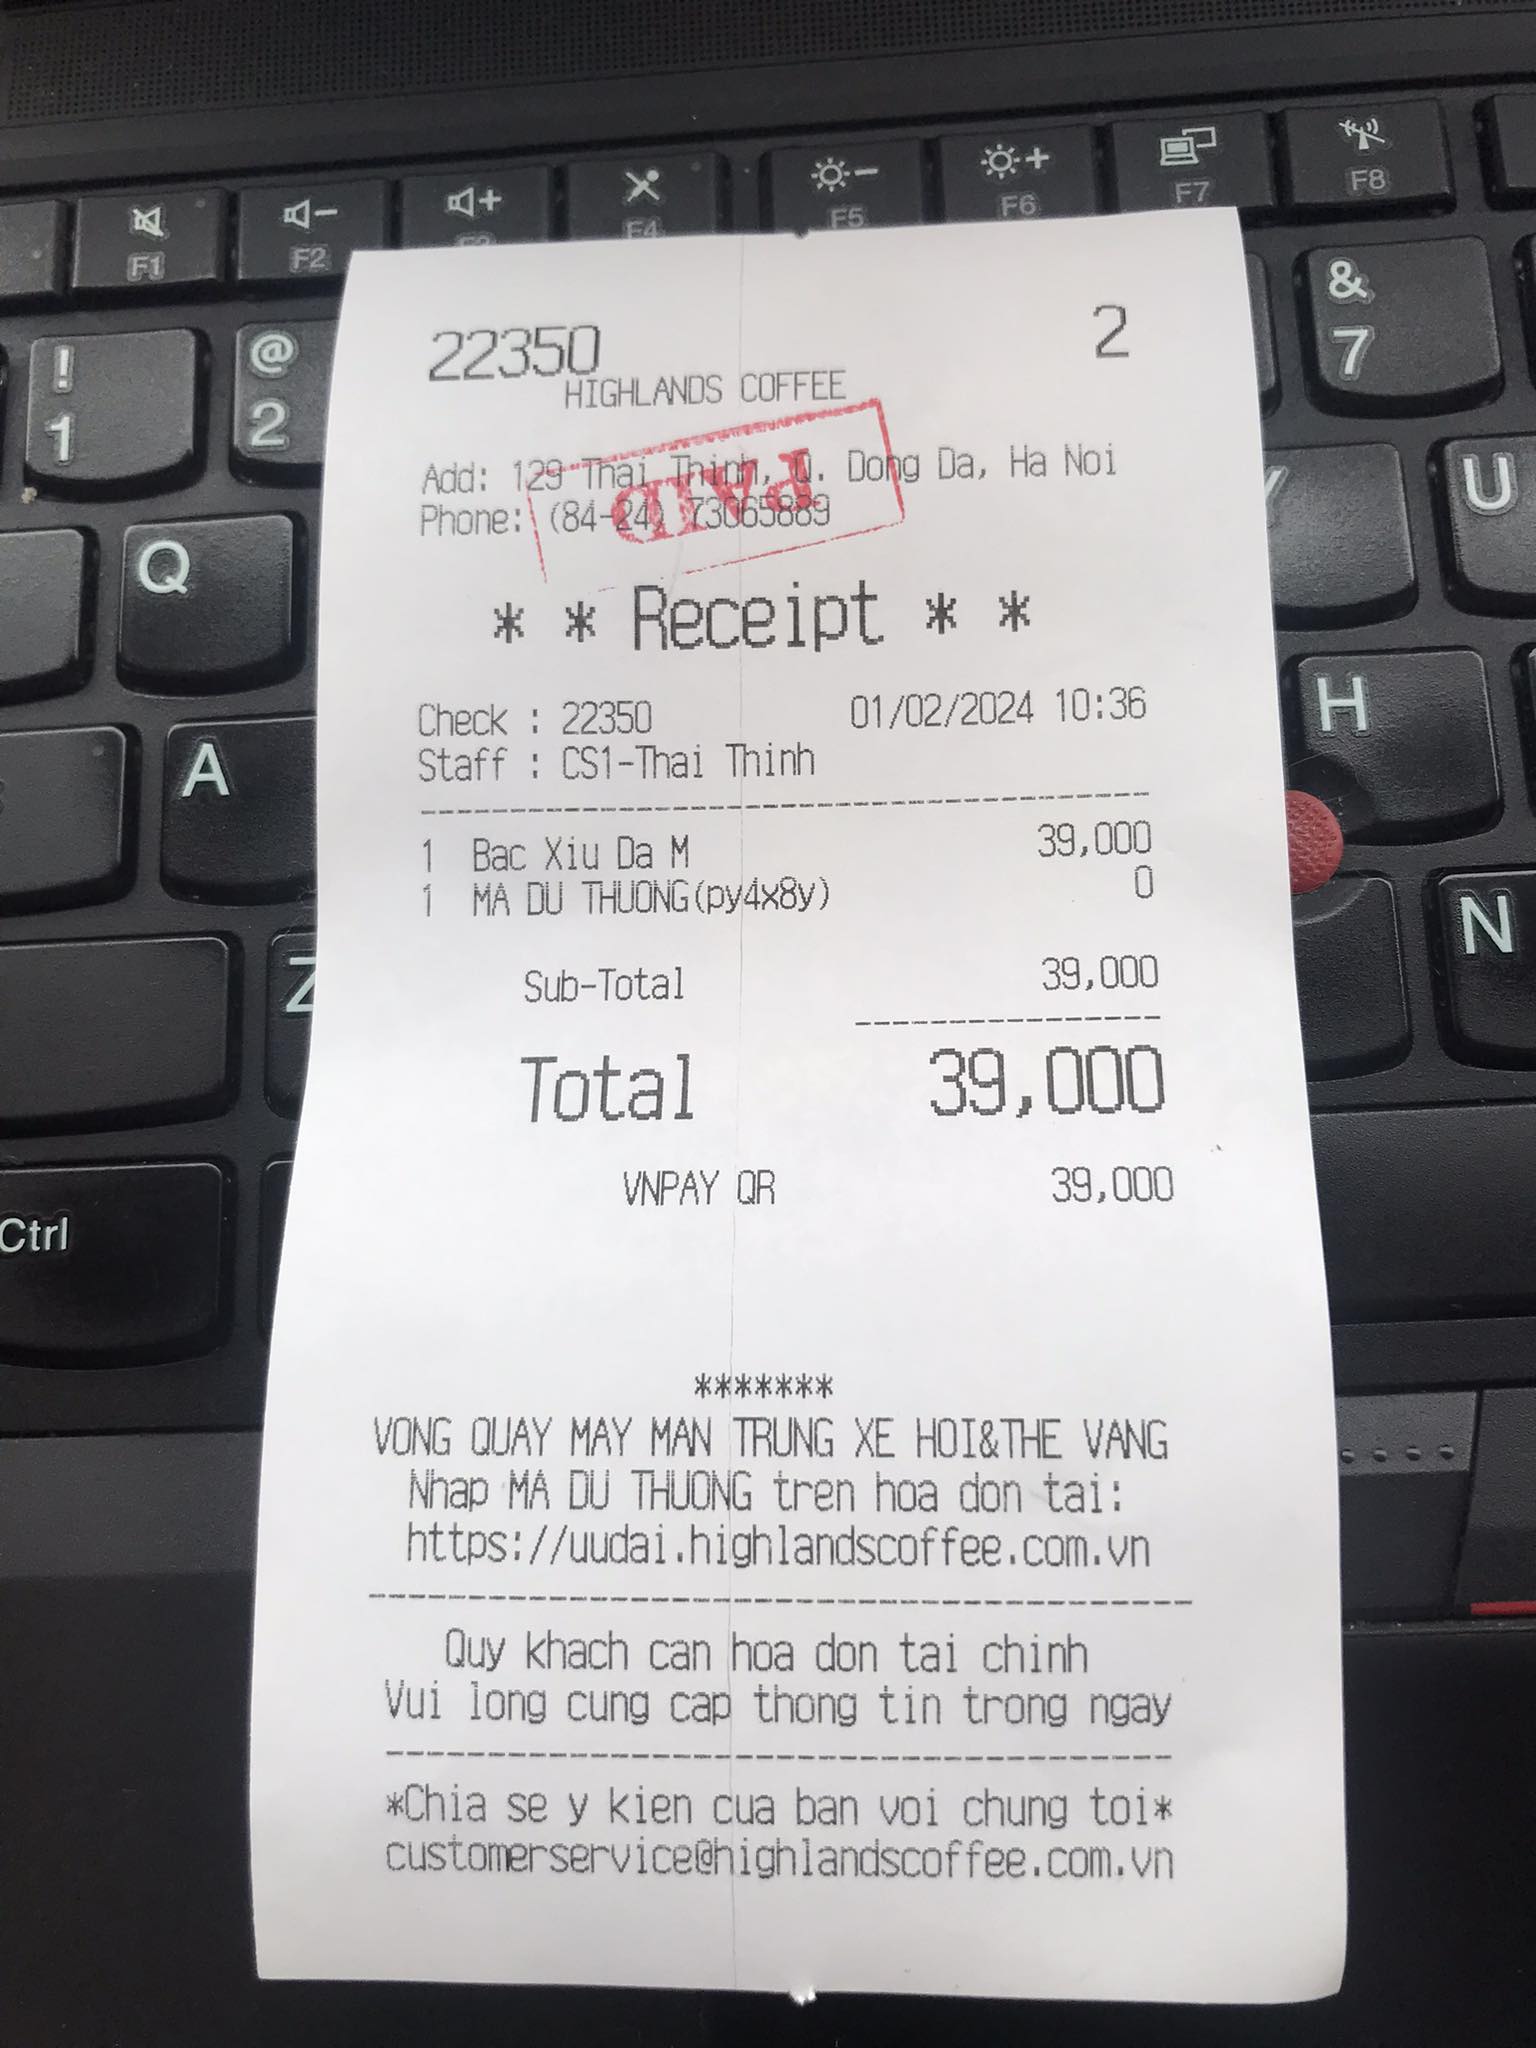 22350 2
HIGHLANDS COFFEE
Add: 129 Thai Thinh, Q. Dong Da, Ha Noi
Phone: (84-24) 73065889
PAID
* * Receipt * *
Check : 22350 01/02/2024 10:36
Staff : CS1-Thai Thinh
1 Bac Xiu Da M 39,000
1 MA DU THUONG(py4x8y) 0
Sub-Total 39,000
Total 39,000
VNPAY QR 39,000
*******
VONG QUAY MAY MAN TRUNG XE HOI&THE VANG
Nhap MA DU THUONG tren hoa don tai:
https://uudai.highlandscoffee.com.vn
Quy khach can hoa don tai chinh
Vui long cung cap thong tin trong ngay
*Chia se y kien cua ban voi chung toi*
customerservice@highlandscoffee.com.vn
F1
F2
F4
F5
F6
F7
F8
!
1
@
2
&
7
Q
U
A
H
Z
N
Ctrl